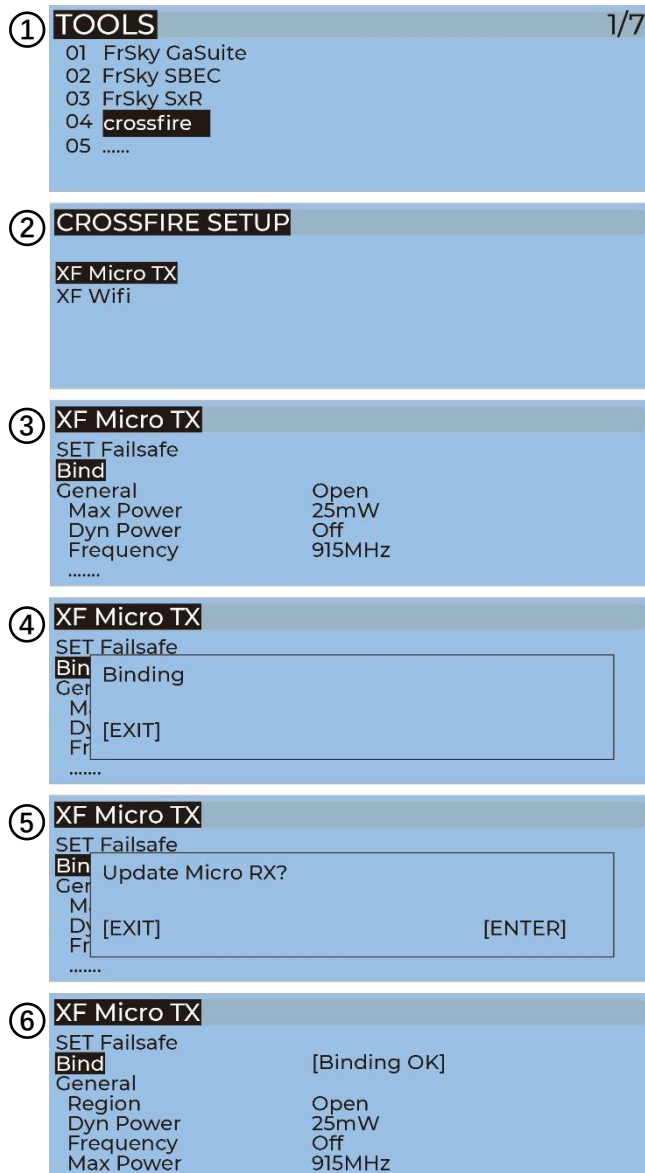 ① TOOLS 1/7
01 FrSky GaSuite
02 FrSky SBEC
03 FrSky SxR
04 crossfire
05 ......
② CROSSFIRE SETUP
XF Micro TX
XF Wifi
③ XF Micro TX
SET Failsafe
Bind
General Open
Max Power 25mW
Dyn Power Off
Frequency 915MHz
.......
④ XF Micro TX
SET Failsafe
Bin
Binding
Ger
M
Dy [EXIT]
Fr
.......
⑤ XF Micro TX
SET Failsafe
Bin
Update Micro RX?
Ger
M
Dy [EXIT] [ENTER]
Fr
.......
⑥ XF Micro TX
SET Failsafe
Bind [Binding OK]
General
Region Open
Dyn Power 25mW
Frequency Off
Max Power 915MHz